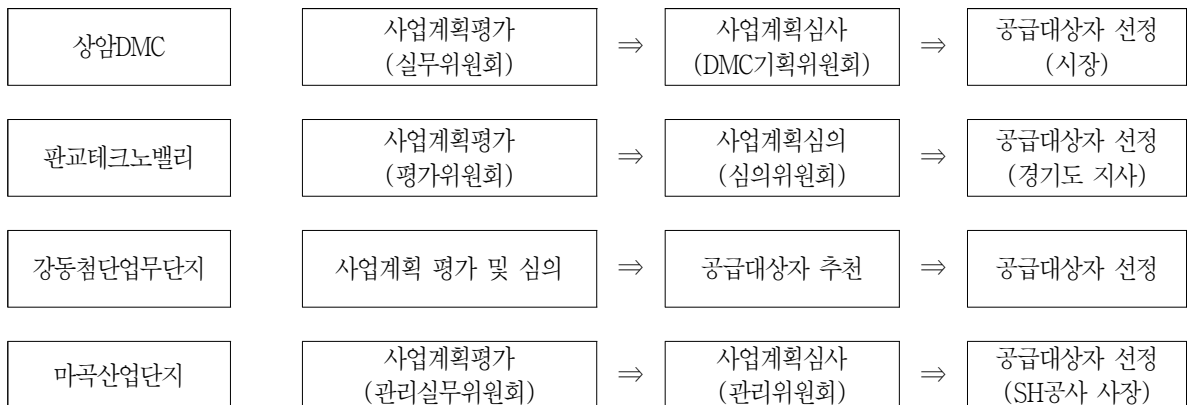 상암DMC
사업계획평가
(실무위원회)
⇒
사업계획심사
(DMC기획위원회)
⇒
공급대상자 선정
(시장)
판교테크노밸리
사업계획평가
(평가위원회)
⇒
사업계획심의
(심의위원회)
⇒
공급대상자 선정
(경기도 지사)
강동첨단업무단지
사업계획 평가 및 심의
⇒
공급대상자 추천
⇒
공급대상자 선정
마곡산업단지
사업계획평가
(관리실무위원회)
⇒
사업계획심사
(관리위원회)
⇒
공급대상자 선정
(SH공사 사장)